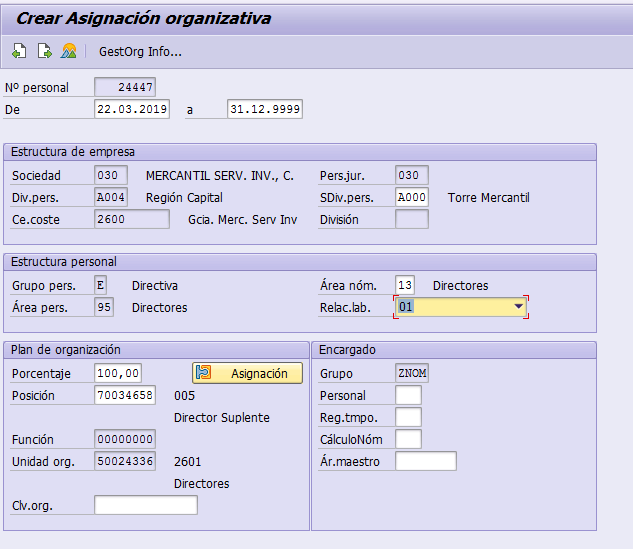 Crear Asignación organizativa
GestOrg Info...
Nº personal 24447
De 22.03.2019 a 31.12.9999
Estructura de empresa
Sociedad 030 MERCANTIL SERV. INV., C. Pers.jur. 030
Div.pers. A004 Región Capital SDiv.pers. A000 Torre Mercantil
Ce.coste 2600 Gcia. Merc. Serv Inv División
Estructura personal
Grupo pers. E Directiva Área nóm. 13 Directores
Área pers. 95 Directores Relac.lab. 01
Plan de organización
Porcentaje 100,00 Asignación
Posición 70034658 005
Director Suplente
Función 00000000
Unidad org. 50024336 2601
Directores
Clv.org.
Encargado
Grupo ZNOM
Personal
Reg.tmpo.
CálculoNóm
Ár.maestro